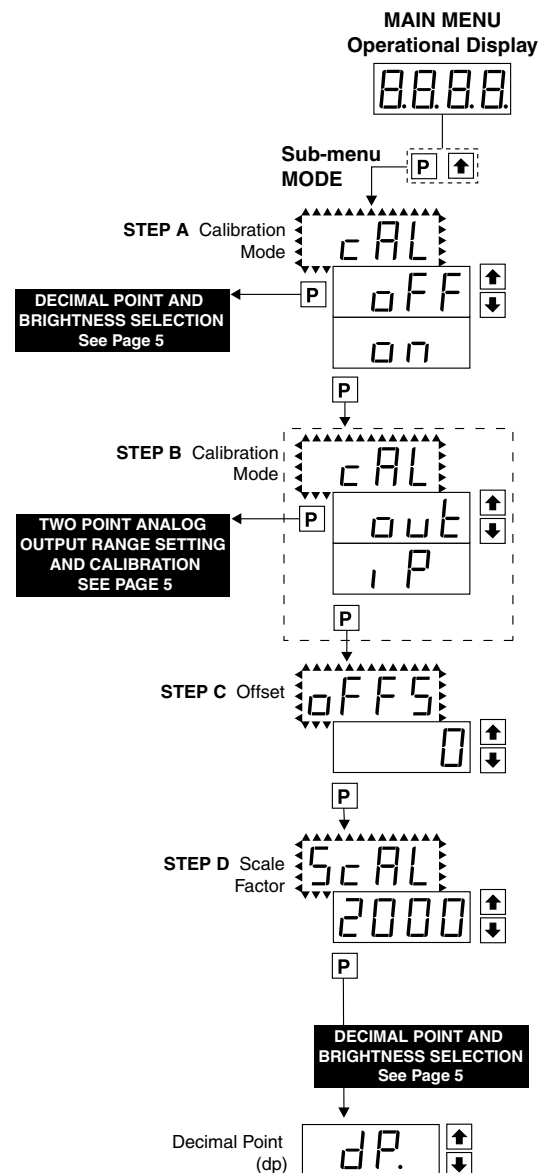 MAIN MENU
Operational Display
8.8.8.8.
Sub-menu
MODE
P
STEP A Calibration
Mode
cAL
P
oFF
on
DECIMAL POINT AND
BRIGHTNESS SELECTION
See Page 5
P
STEP B Calibration
Mode
cAL
P
out
iP
TWO POINT ANALOG
OUTPUT RANGE SETTING
AND CALIBRATION
SEE PAGE 5
P
STEP C Offset
oFFS
0
P
STEP D Scale
Factor
ScAL
2000
P
DECIMAL POINT AND
BRIGHTNESS SELECTION
See Page 5
Decimal Point
(dp)
dP.